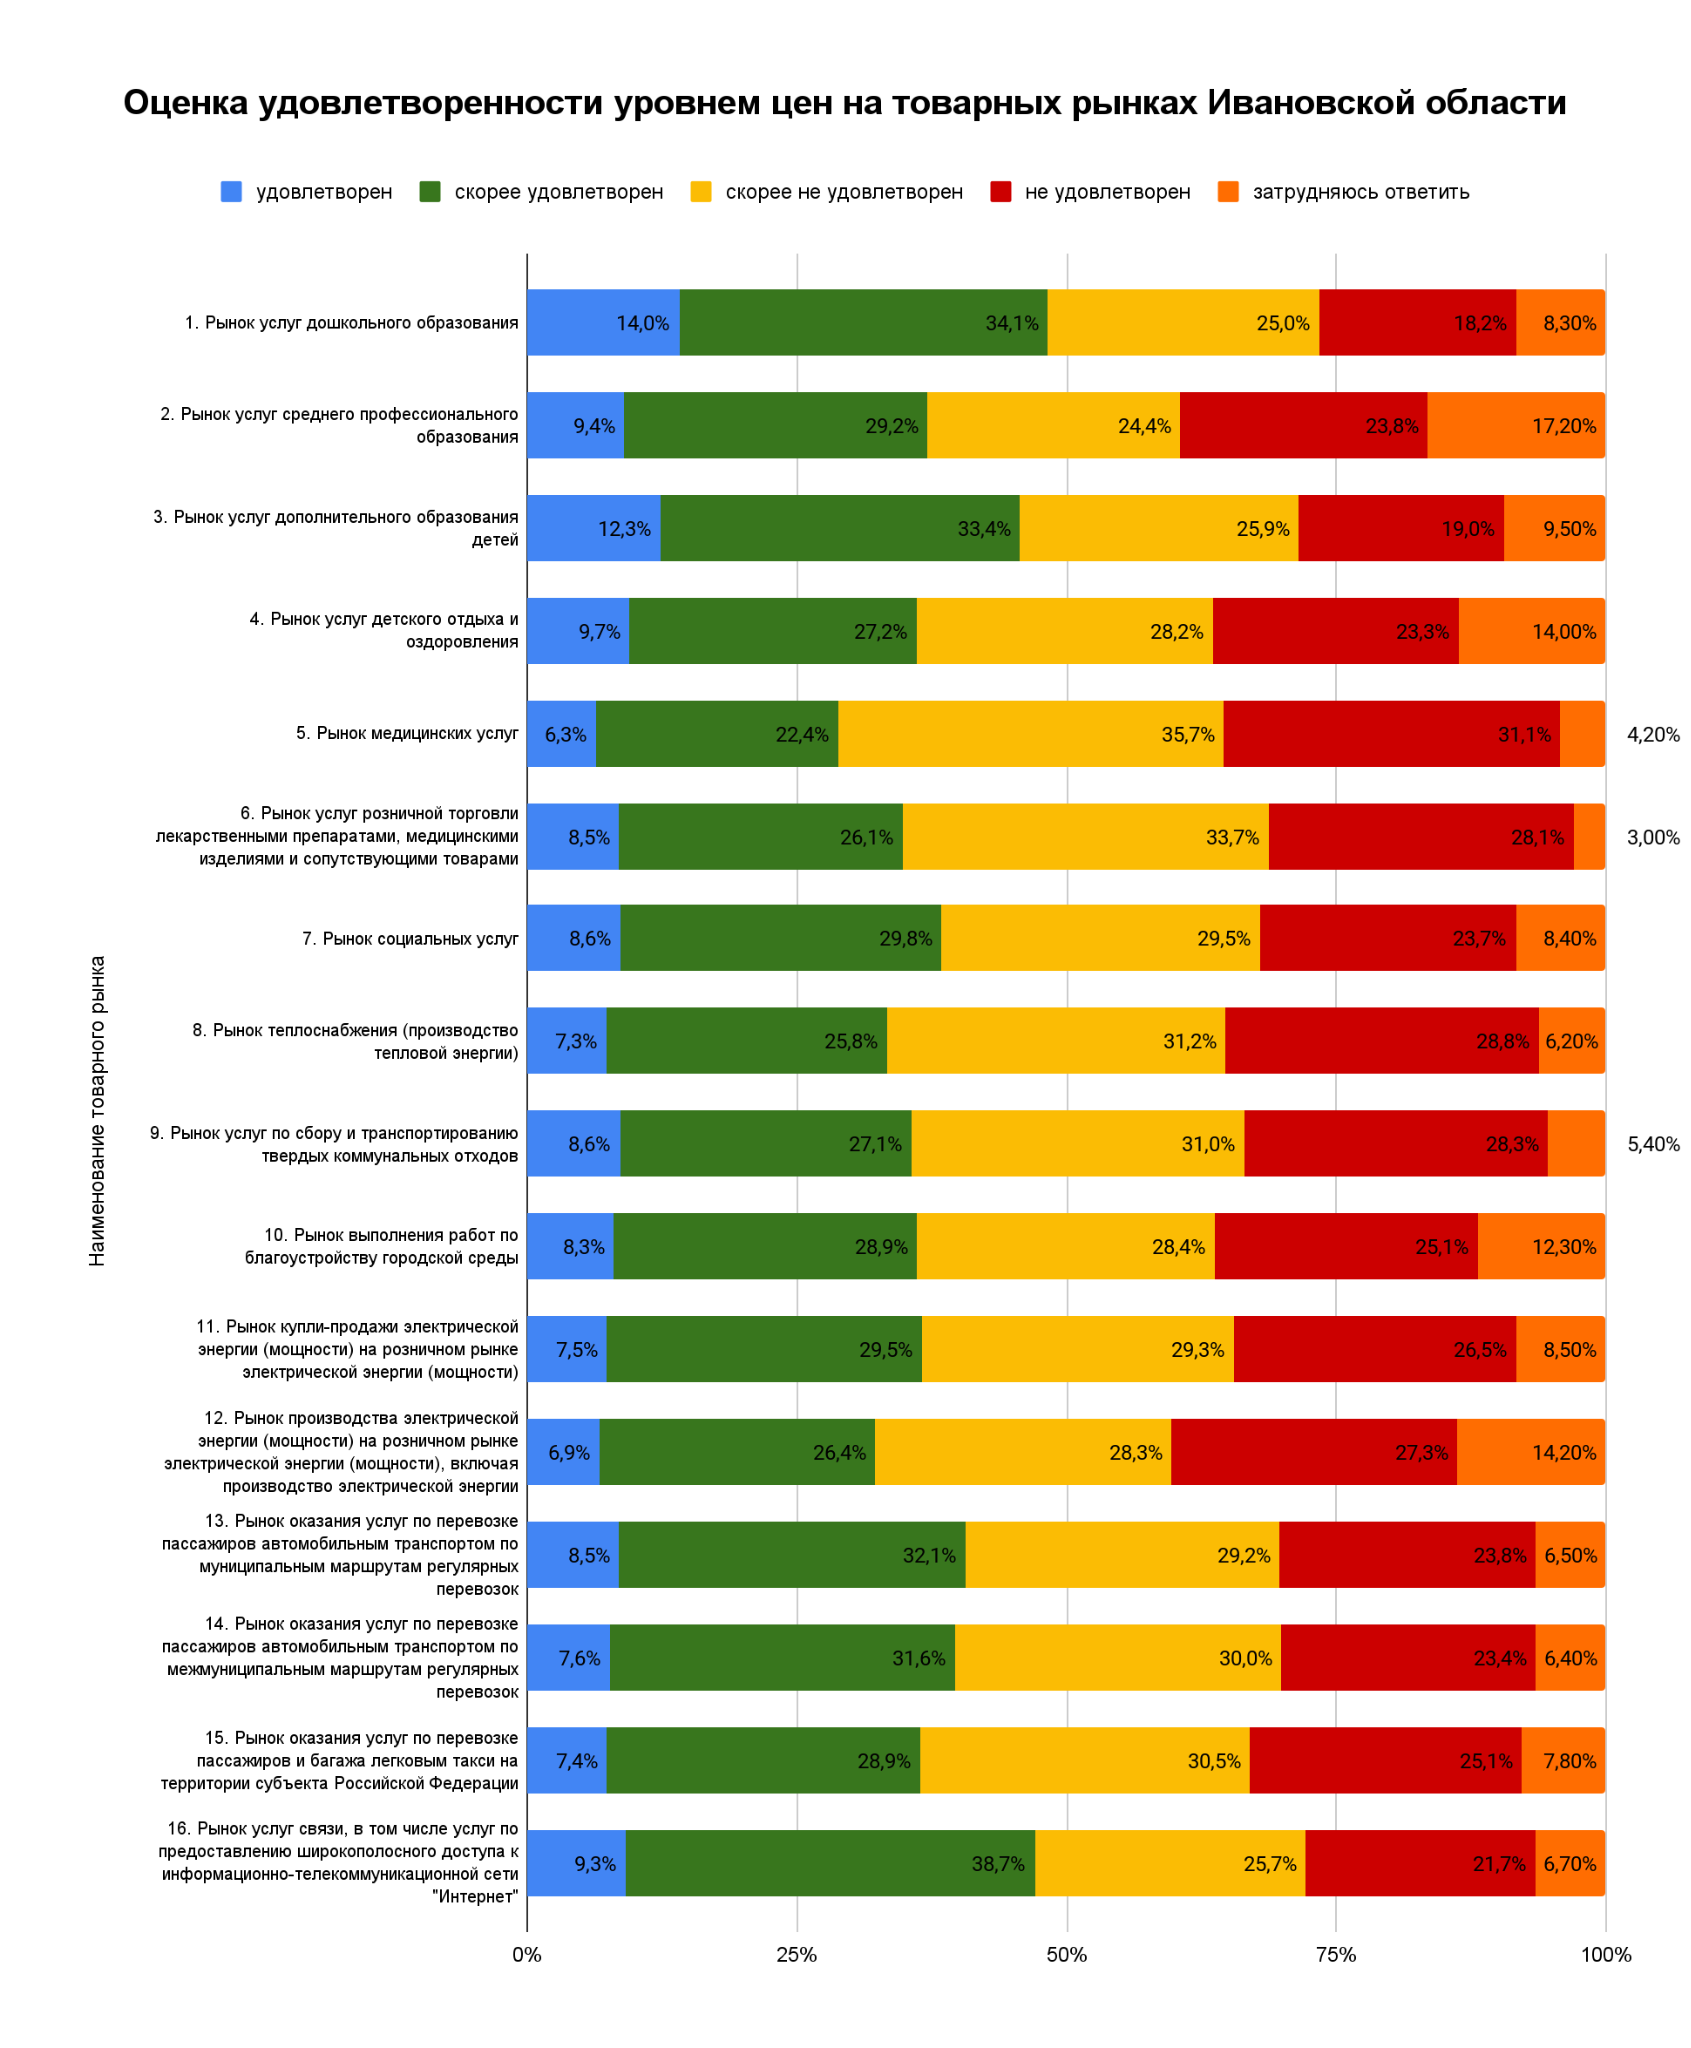 Оценка удовлетворенности уровнем цен на товарных рынках Ивановской области
удовлетворен скорее удовлетворен скорее не удовлетворен не удовлетворен затрудняюсь ответить
Наименование товарного рынка
1. Рынок услуг дошкольного образования
14,0% 34,1% 25,0% 18,2% 8,30%
2. Рынок услуг среднего профессионального
образования
9,4% 29,2% 24,4% 23,8% 17,20%
3. Рынок услуг дополнительного образования
детей
12,3% 33,4% 25,9% 19,0% 9,50%
4. Рынок услуг детского отдыха и
оздоровления
9,7% 27,2% 28,2% 23,3% 14,00%
5. Рынок медицинских услуг
6,3% 22,4% 35,7% 31,1% 4,20%
6. Рынок услуг розничной торговли
лекарственными препаратами, медицинскими
изделиями и сопутствующими товарами
8,5% 26,1% 33,7% 28,1% 3,00%
7. Рынок социальных услуг
8,6% 29,8% 29,5% 23,7% 8,40%
8. Рынок теплоснабжения (производство
тепловой энергии)
7,3% 25,8% 31,2% 28,8% 6,20%
9. Рынок услуг по сбору и транспортированию
твердых коммунальных отходов
8,6% 27,1% 31,0% 28,3% 5,40%
10. Рынок выполнения работ по
благоустройству городской среды
8,3% 28,9% 28,4% 25,1% 12,30%
11. Рынок купли-продажи электрической
энергии (мощности) на розничном рынке
электрической энергии (мощности)
7,5% 29,5% 29,3% 26,5% 8,50%
12. Рынок производства электрической
энергии (мощности) на розничном рынке
электрической энергии (мощности), включая
производство электрической энергии
6,9% 26,4% 28,3% 27,3% 14,20%
13. Рынок оказания услуг по перевозке
пассажиров автомобильным транспортом по
муниципальным маршрутам регулярных
перевозок
8,5% 32,1% 29,2% 23,8% 6,50%
14. Рынок оказания услуг по перевозке
пассажиров автомобильным транспортом по
межмуниципальным маршрутам регулярных
перевозок
7,6% 31,6% 30,0% 23,4% 6,40%
15. Рынок оказания услуг по перевозке
пассажиров и багажа легковым такси на
территории субъекта Российской Федерации
7,4% 28,9% 30,5% 25,1% 7,80%
16. Рынок услуг связи, в том числе услуг по
предоставлению широкополосного доступа к
информационно-телекоммуникационной сети
"Интернет"
9,3% 38,7% 25,7% 21,7% 6,70%
0% 25% 50% 75% 100%